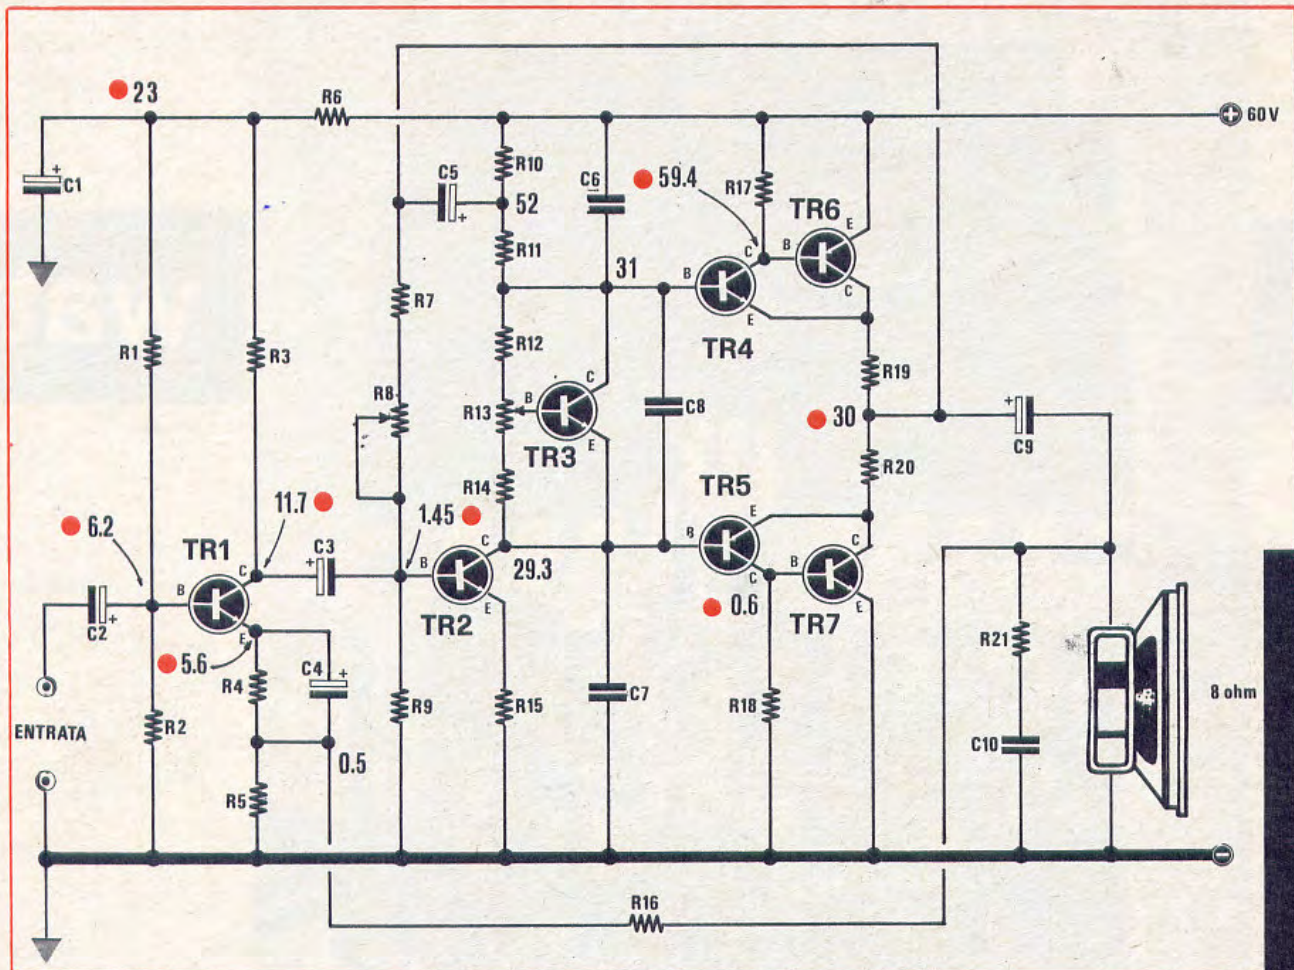 23
R6
60 V
C1
+
C5
+
R10
52
C6
59.4
R17
TR6
B
E
C
R11
31
R1
R3
R7
R12
B
C
E
TR4
R19
R8
R13
B
C
E
TR3
C8
30
+
C9
R20
6.2
11.7
R14
1.45
TR5
TR1
C3
+
B
C
E
C2
+
B
C
E
TR2
29.3
B
E
C
0.6
B
C
E
TR7
5.6
R4
C4
+
R21
8 ohm
ENTRATA
R2
R9
R15
C7
R18
C10
0.5
R5
R16